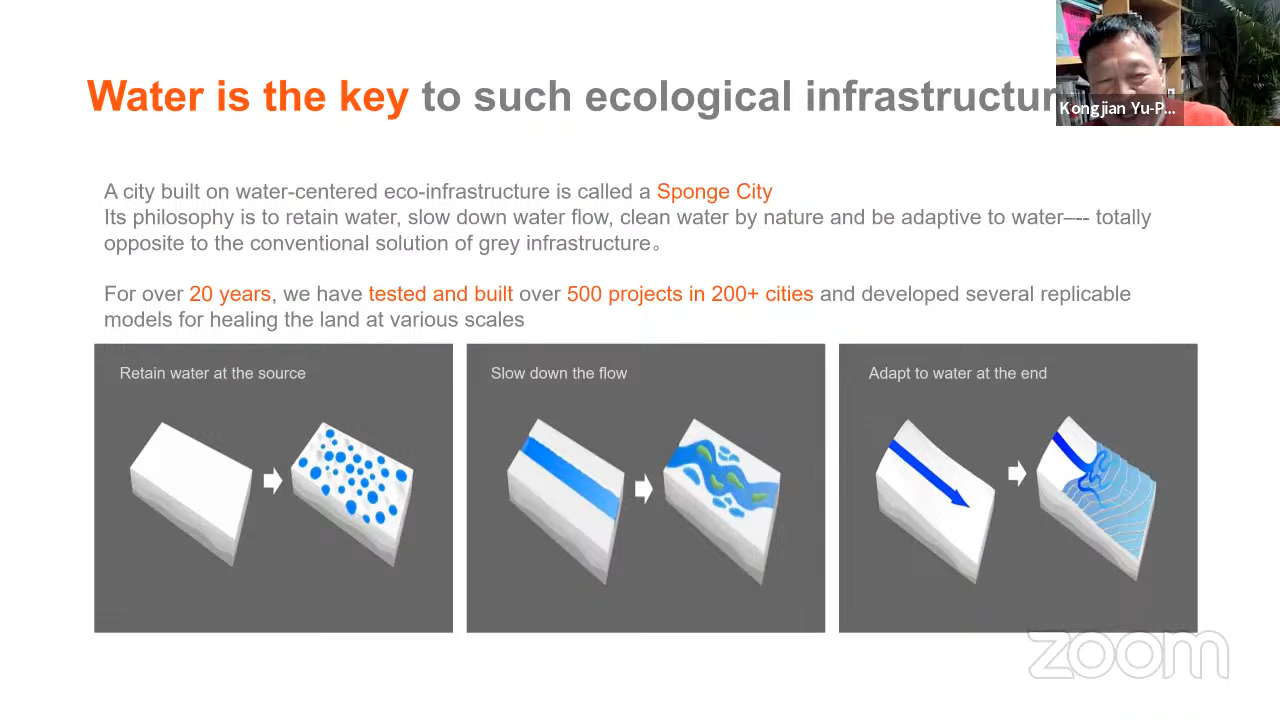 Water is the key to such ecological infrastructur
Kongjian Yu-P...
A city built on water-centered eco-infrastructure is called a Sponge City
Its philosophy is to retain water, slow down water flow, clean water by nature and be adaptive to water–-- totally
opposite to the conventional solution of grey infrastructure。
For over 20 years, we have tested and built over 500 projects in 200+ cities and developed several replicable
models for healing the land at various scales
Retain water at the source
Slow down the flow
Adapt to water at the end
zoom